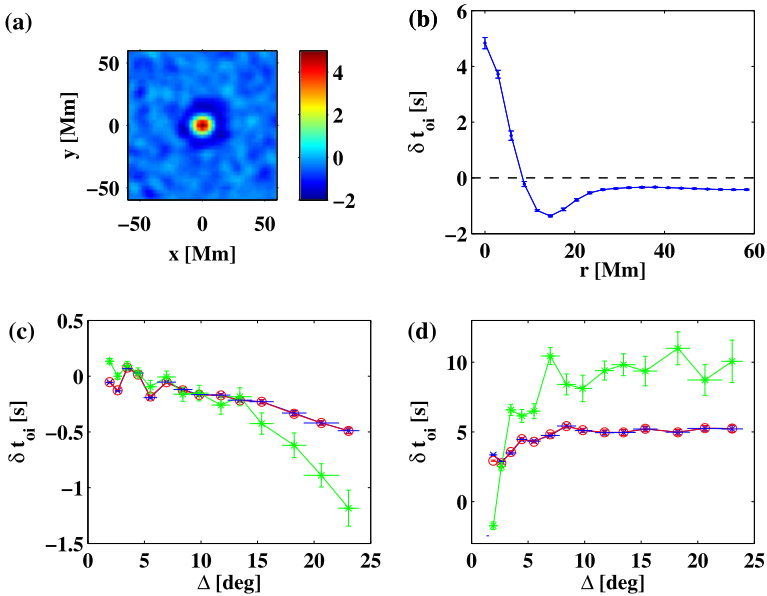 (a)
50
0
−50
y [Mm]
−50 0 50
x [Mm]
4
2
0
−2
(b)
6
4
2
0
−2
δ t_oi [s]
0 20 40 60
r [Mm]
(c)
0.5
0
−0.5
−1
−1.5
δ t_oi [s]
0 5 10 15 20 25
Δ [deg]
(d)
10
5
0
δ t_oi [s]
0 5 10 15 20 25
Δ [deg]